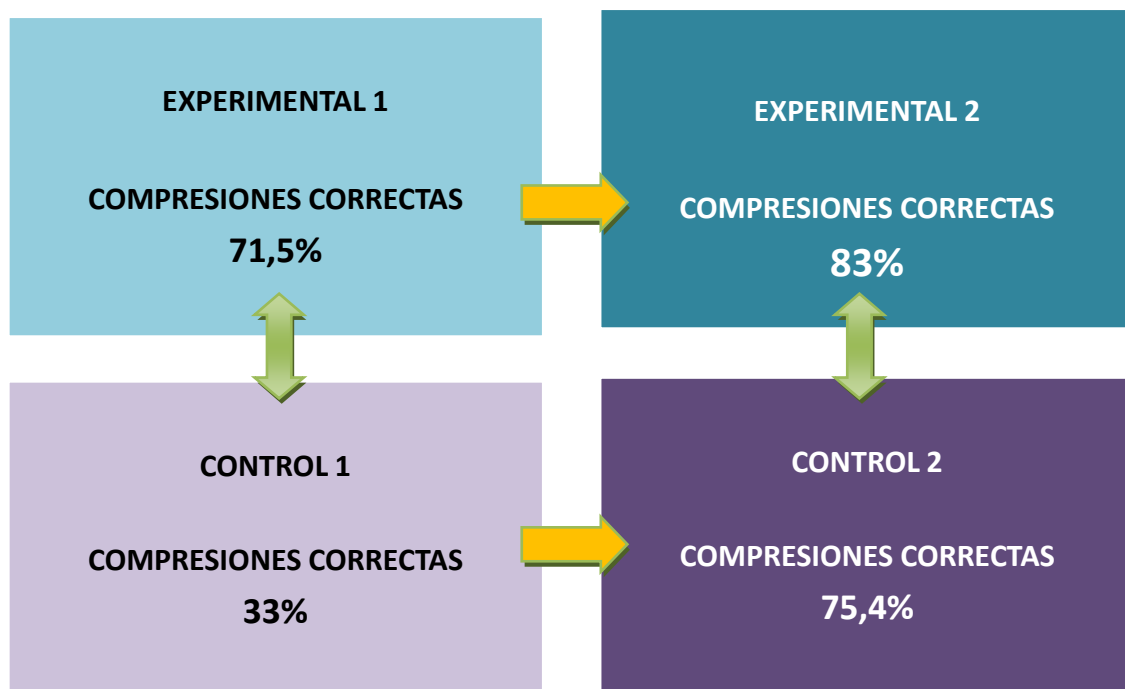 EXPERIMENTAL 1
COMPRESIONES CORRECTAS
71,5%
EXPERIMENTAL 2
COMPRESIONES CORRECTAS
83%
CONTROL 1
COMPRESIONES CORRECTAS
33%
CONTROL 2
COMPRESIONES CORRECTAS
75,4%